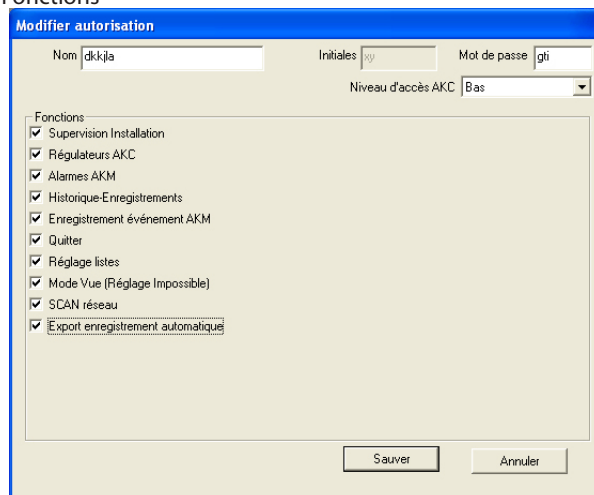 Fonctions
Modifier autorisation
Nom dkkjla Initiales xy Mot de passe gti
Niveau d'accès AKC Bas
Fonctions
Supervision Installation
Régulateurs AKC
Alarmes AKM
Historique-Enregistrements
Enregistrement événement AKM
Quitter
Réglage listes
Mode Vue (Réglage Impossible)
SCAN réseau
Export enregistrement automatique
Sauver Annuler